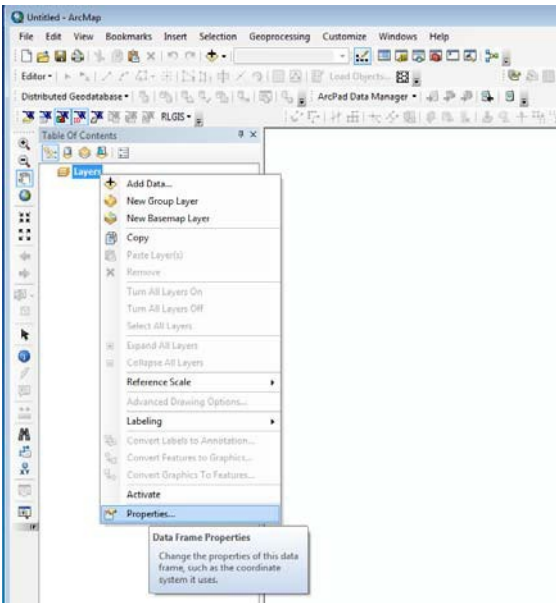 Untitled - ArcMap
File Edit View Bookmarks Insert Selection Geoprocessing Customize Windows Help
Editor Load Objects...
Distributed Geodatabase ArcPad Data Manager
RLGIS
Table Of Contents
Layers
Add Data...
New Group Layer
New Basemap Layer
Copy
Paste Layer(s)
Remove
Turn All Layers On
Turn All Layers Off
Select All Layers
Expand All Layers
Collapse All Layers
Reference Scale
Advanced Drawing Options...
Labeling
Convert Labels to Annotation...
Convert Features to Graphics...
Convert Graphics To Features...
Activate
Properties...
Data Frame Properties
Change the properties of this data
frame, such as the coordinate
system it uses.